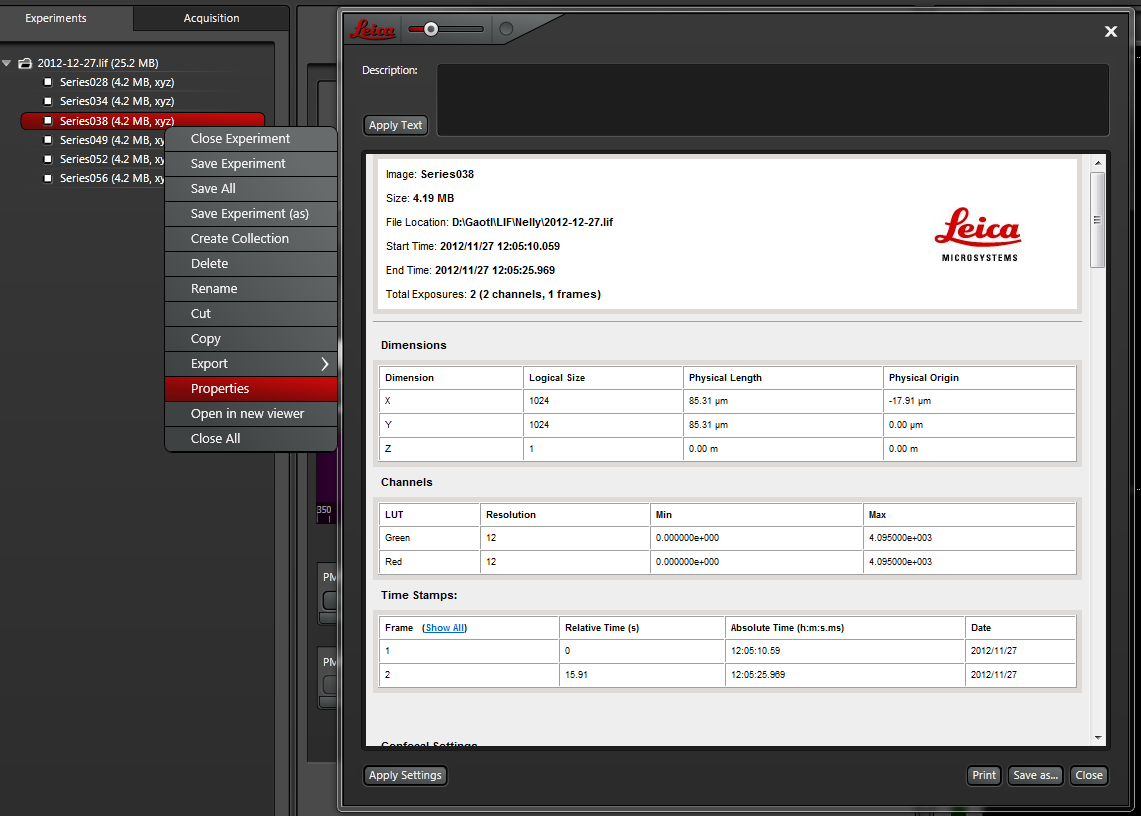 Experiments
Acquisition
2012-12-27.lif (25.2 MB)
Series028 (4.2 MB, xyz)
Series034 (4.2 MB, xyz)
Series038 (4.2 MB, xyz)
Series049 (4.2 MB, xy
Series052 (4.2 MB, xy
Series056 (4.2 MB, xy
Close Experiment
Save Experiment
Save All
Save Experiment (as)
Create Collection
Delete
Rename
Cut
Copy
Export
Properties
Open in new viewer
Close All
350
PM
PM
Leica
Description:
Apply Text
Image: Series038
Size: 4.19 MB
File Location: D:\Gaotl\LIF\Nelly\2012-12-27.lif
Start Time: 2012/11/27 12:05:10.059
End Time: 2012/11/27 12:05:25.969
Total Exposures: 2 (2 channels, 1 frames)
Leica
MICROSYSTEMS
Dimensions
Dimension Logical Size Physical Length Physical Origin
X 1024 85.31 µm -17.91 µm
Y 1024 85.31 µm 0.00 µm
Z 1 0.00 m 0.00 m
Channels
LUT Resolution Min Max
Green 12 0.000000e+000 4.095000e+003
Red 12 0.000000e+000 4.095000e+003
Time Stamps:
Frame (Show All) Relative Time (s) Absolute Time (h:m:s.ms) Date
1 0 12:05:10.59 2012/11/27
2 15.91 12:05:25.969 2012/11/27
Confocal Settings
Apply Settings
Print
Save as...
Close